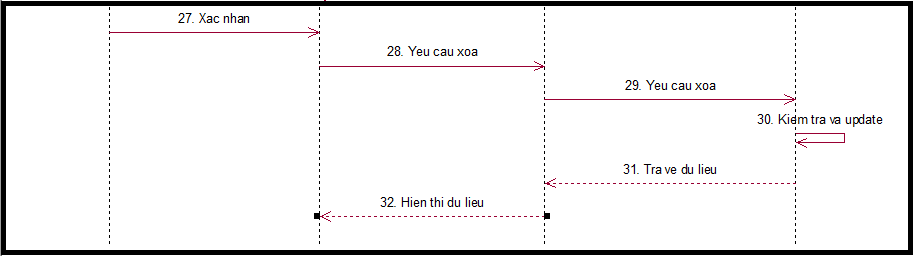 27. Xac nhan
28. Yeu cau xoa
29. Yeu cau xoa
30. Kiem tra va update
31. Tra ve du lieu
32. Hien thi du lieu